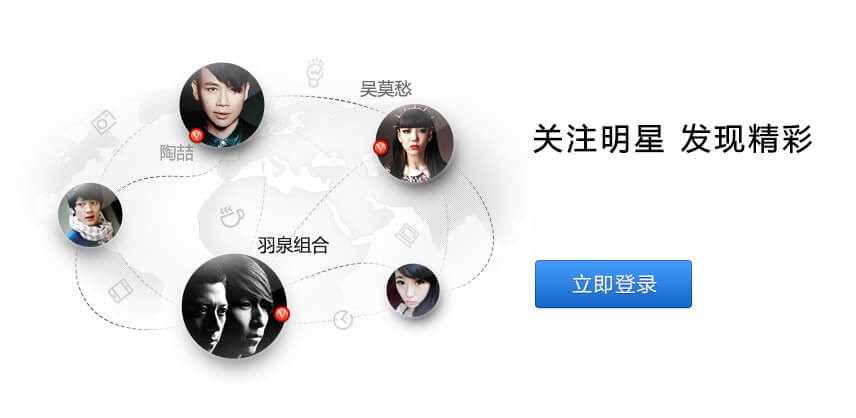 吴莫愁
陶喆
羽泉组合
关注明星 发现精彩
立即登录